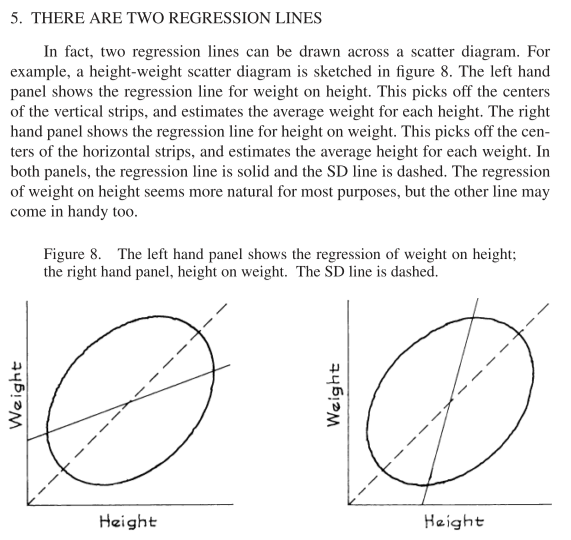 5. THERE ARE TWO REGRESSION LINES
In fact, two regression lines can be drawn across a scatter diagram. For
example, a height-weight scatter diagram is sketched in figure 8. The left hand
panel shows the regression line for weight on height. This picks off the centers
of the vertical strips, and estimates the average weight for each height. The right
hand panel shows the regression line for height on weight. This picks off the cen-
ters of the horizontal strips, and estimates the average height for each weight. In
both panels, the regression line is solid and the SD line is dashed. The regression
of weight on height seems more natural for most purposes, but the other line may
come in handy too.
Figure 8. The left hand panel shows the regression of weight on height;
the right hand panel, height on weight. The SD line is dashed.
Weight
Height
Weight
Height